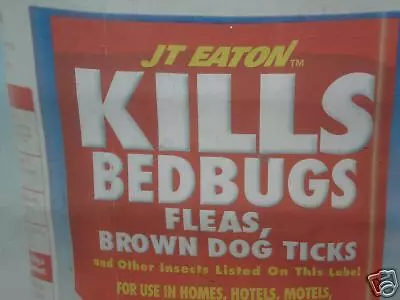 JT EATON™
KILLS
BEDBUGS
FLEAS,
BROWN DOG TICKS
and Other Insects Listed On This Label
FOR USE IN HOMES, HOTELS, MOTELS,